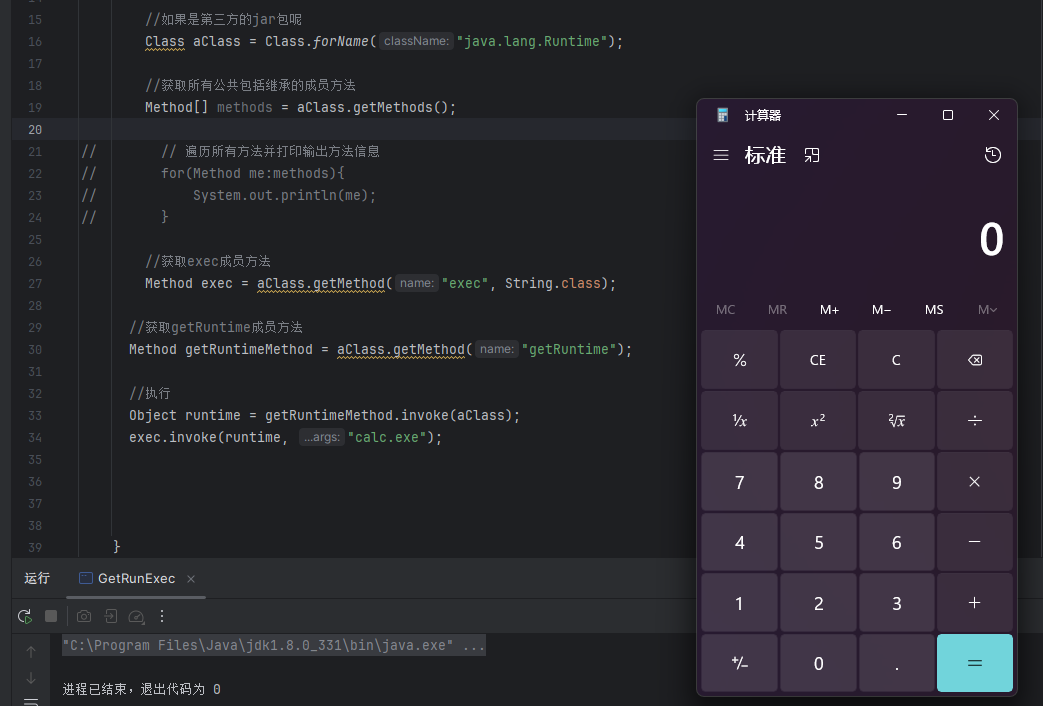 15 //如果是第三方的jar包呢
16 Class aClass = Class.forName( className: "java.lang.Runtime");
17
18 //获取所有公共包括继承的成员方法
19 Method[] methods = aClass.getMethods();
20
21 // // 遍历所有方法并打印输出方法信息
22 // for(Method me:methods){
23 // System.out.println(me);
24 // }
25
26 //获取exec成员方法
27 Method exec = aClass.getMethod( name: "exec", String.class);
28
29 //获取getRuntime成员方法
30 Method getRuntimeMethod = aClass.getMethod( name: "getRuntime");
31
32 //执行
33 Object runtime = getRuntimeMethod.invoke(aClass);
34 exec.invoke(runtime, ...args: "calc.exe");
35
36
37
38
39 }
运行 GetRunExec ×
"C:\Program Files\Java\jdk1.8.0_331\bin\java.exe" ...
进程已结束，退出代码为 0
计算器
标准
0
MC MR M+ M− MS M
% CE C
¹⁄x x² ²√x ÷
7 8 9 ×
4 5 6 −
1 2 3 +
+/− 0 . =